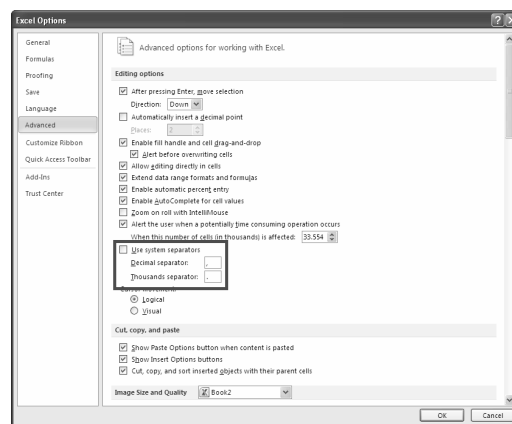 Excel Options
General
Formulas
Proofing
Save
Language
Advanced
Customize Ribbon
Quick Access Toolbar
Add-Ins
Trust Center
Advanced options for working with Excel.
Editing options
After pressing Enter, move selection
Direction: Down
Automatically insert a decimal point
Places: 2
Enable fill handle and cell drag-and-drop
Alert before overwriting cells
Allow editing directly in cells
Extend data range formats and formulas
Enable automatic percent entry
Enable AutoComplete for cell values
Zoom on roll with IntelliMouse
Alert the user when a potentially time consuming operation occurs
When this number of cells (in thousands) is affected: 33.554
Use system separators
Decimal separator: ,
Thousands separator: .
Cursor movement:
Logical
Visual
Cut, copy, and paste
Show Paste Options button when content is pasted
Show Insert Options buttons
Cut, copy, and sort inserted objects with their parent cells
Image Size and Quality Book2
OK Cancel